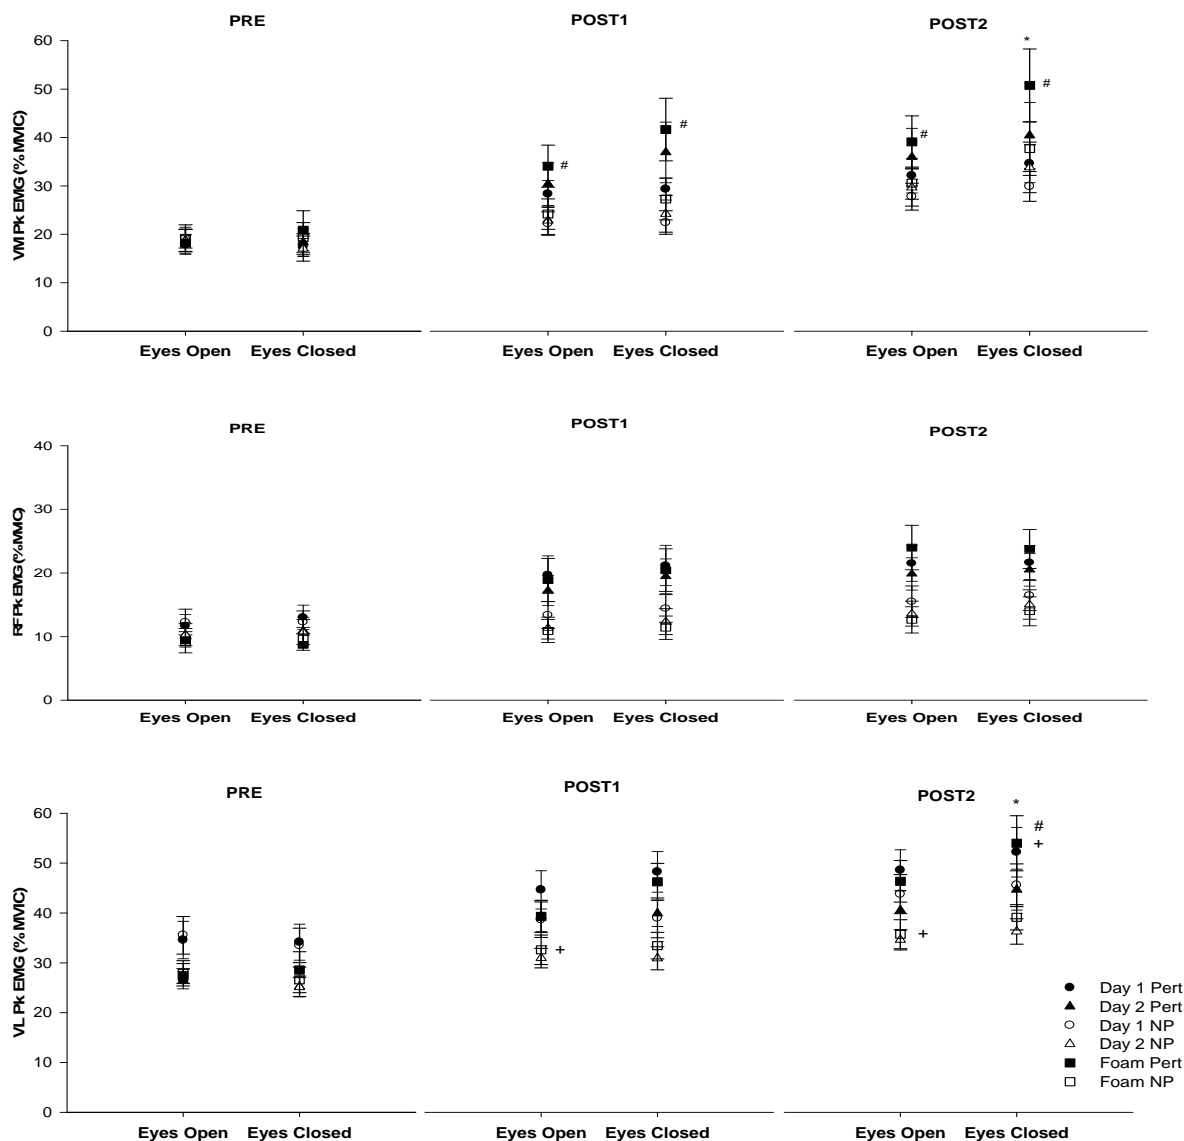 PRE POST1 POST2
60
50
40
30
20
10
0
VM Pk EMG (% MVIC)
# # # * #
Eyes Open Eyes Closed Eyes Open Eyes Closed Eyes Open Eyes Closed
PRE POST1 POST2
40
30
20
10
0
RF Pk EMG (% MVIC)
Eyes Open Eyes Closed Eyes Open Eyes Closed Eyes Open Eyes Closed
PRE POST1 POST2
60
50
40
30
20
10
0
VL Pk EMG (% MVIC)
*
#
+
+ +
Day 1 Pert
Day 2 Pert
Day 1 NP
Day 2 NP
Foam Pert
Foam NP
Eyes Open Eyes Closed Eyes Open Eyes Closed Eyes Open Eyes Closed